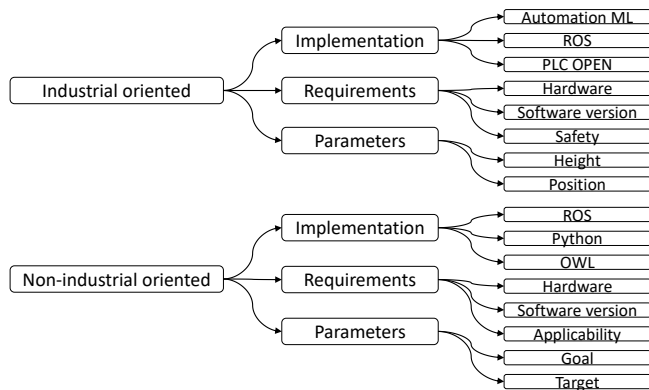 Industrial oriented
Implementation
Automation ML
ROS
PLC OPEN
Requirements
Hardware
Software version
Safety
Parameters
Height
Position
Non-industrial oriented
Implementation
ROS
Python
OWL
Requirements
Hardware
Software version
Applicability
Parameters
Goal
Target